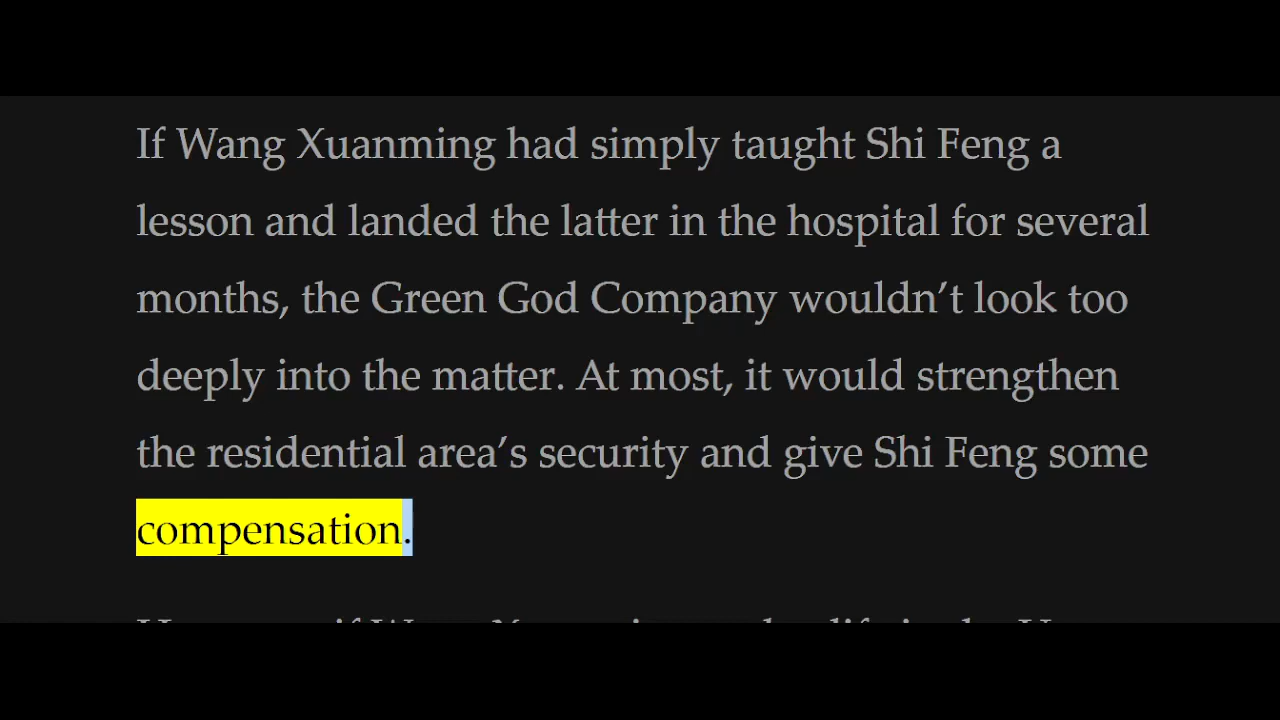 If Wang Xuanming had simply taught Shi Feng a
lesson and landed the latter in the hospital for several
months, the Green God Company wouldn’t look too
deeply into the matter. At most, it would strengthen
the residential area’s security and give Shi Feng some
compensation.